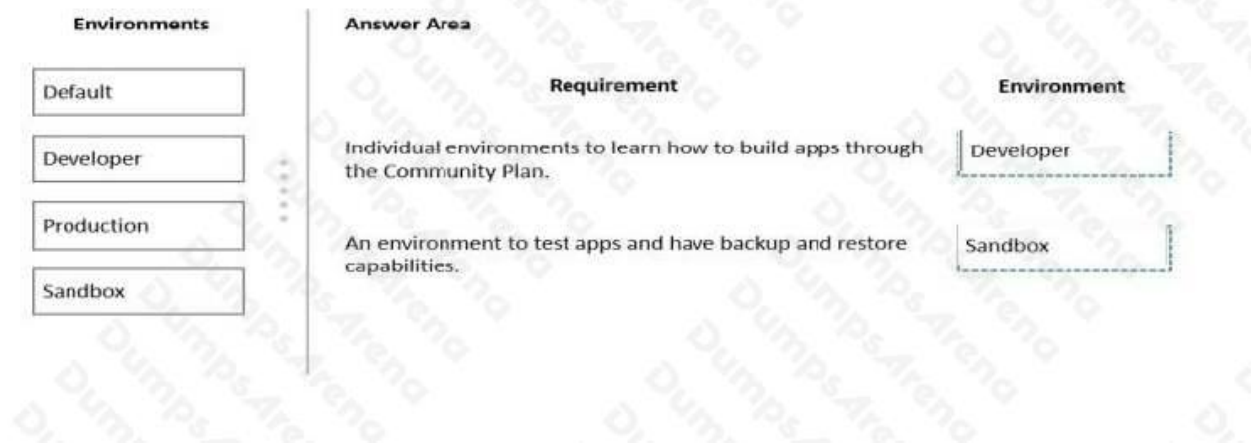 Environments
Answer Area
Default
Developer
Production
Sandbox
Requirement
Environment
Individual environments to learn how to build apps through
the Community Plan.
Developer
An environment to test apps and have backup and restore
capabilities.
Sandbox
DumpsArena